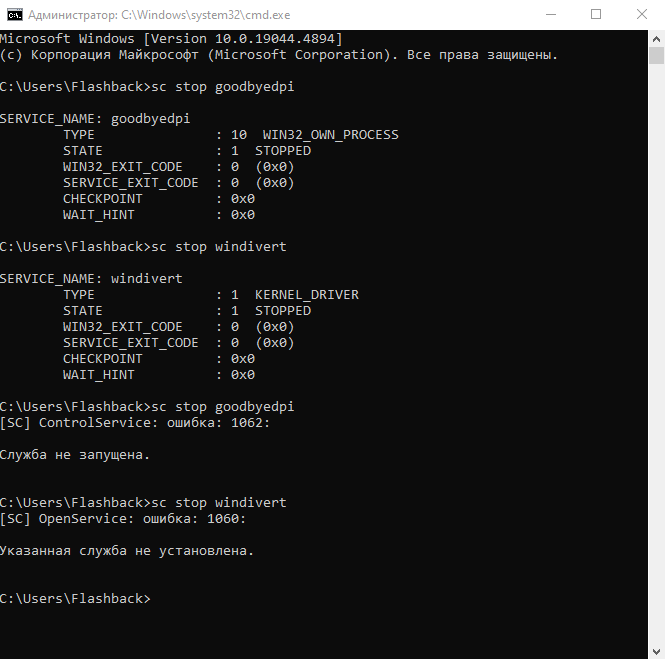 Администратор: C:\Windows\system32\cmd.exe
Microsoft Windows [Version 10.0.19044.4894]
(c) Корпорация Майкрософт (Microsoft Corporation). Все права защищены.
C:\Users\Flashback>sc stop goodbyedpi
SERVICE_NAME: goodbyedpi
TYPE : 10 WIN32_OWN_PROCESS
STATE : 1 STOPPED
WIN32_EXIT_CODE : 0 (0x0)
SERVICE_EXIT_CODE : 0 (0x0)
CHECKPOINT : 0x0
WAIT_HINT : 0x0
C:\Users\Flashback>sc stop windivert
SERVICE_NAME: windivert
TYPE : 1 KERNEL_DRIVER
STATE : 1 STOPPED
WIN32_EXIT_CODE : 0 (0x0)
SERVICE_EXIT_CODE : 0 (0x0)
CHECKPOINT : 0x0
WAIT_HINT : 0x0
C:\Users\Flashback>sc stop goodbyedpi
[SC] ControlService: ошибка: 1062:
Служба не запущена.
C:\Users\Flashback>sc stop windivert
[SC] OpenService: ошибка: 1060:
Указанная служба не установлена.
C:\Users\Flashback>